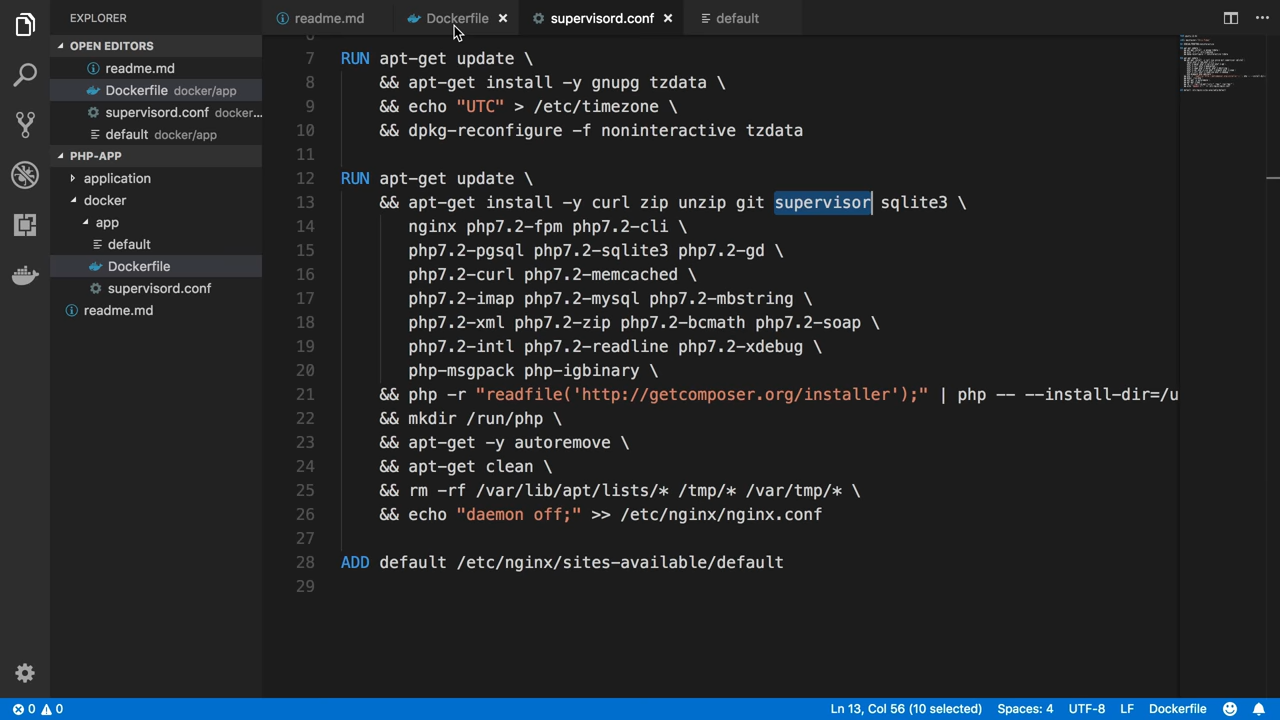 EXPLORER
OPEN EDITORS
readme.md
Dockerfile docker/app
supervisord.conf docker...
default docker/app
PHP-APP
application
docker
app
default
Dockerfile
supervisord.conf
readme.md
readme.md Dockerfile supervisord.conf default
6
7 RUN apt-get update \
8 && apt-get install -y gnupg tzdata \
9 && echo "UTC" > /etc/timezone \
10 && dpkg-reconfigure -f noninteractive tzdata
11
12 RUN apt-get update \
13 && apt-get install -y curl zip unzip git supervisor sqlite3 \
14 nginx php7.2-fpm php7.2-cli \
15 php7.2-pgsql php7.2-sqlite3 php7.2-gd \
16 php7.2-curl php7.2-memcached \
17 php7.2-imap php7.2-mysql php7.2-mbstring \
18 php7.2-xml php7.2-zip php7.2-bcmath php7.2-soap \
19 php7.2-intl php7.2-readline php7.2-xdebug \
20 php-msgpack php-igbinary \
21 && php -r "readfile('http://getcomposer.org/installer');" | php -- --install-dir=/u
22 && mkdir /run/php \
23 && apt-get -y autoremove \
24 && apt-get clean \
25 && rm -rf /var/lib/apt/lists/* /tmp/* /var/tmp/* \
26 && echo "daemon off;" >> /etc/nginx/nginx.conf
27
28 ADD default /etc/nginx/sites-available/default
29
0 0 Ln 13, Col 56 (10 selected) Spaces: 4 UTF-8 LF Dockerfile